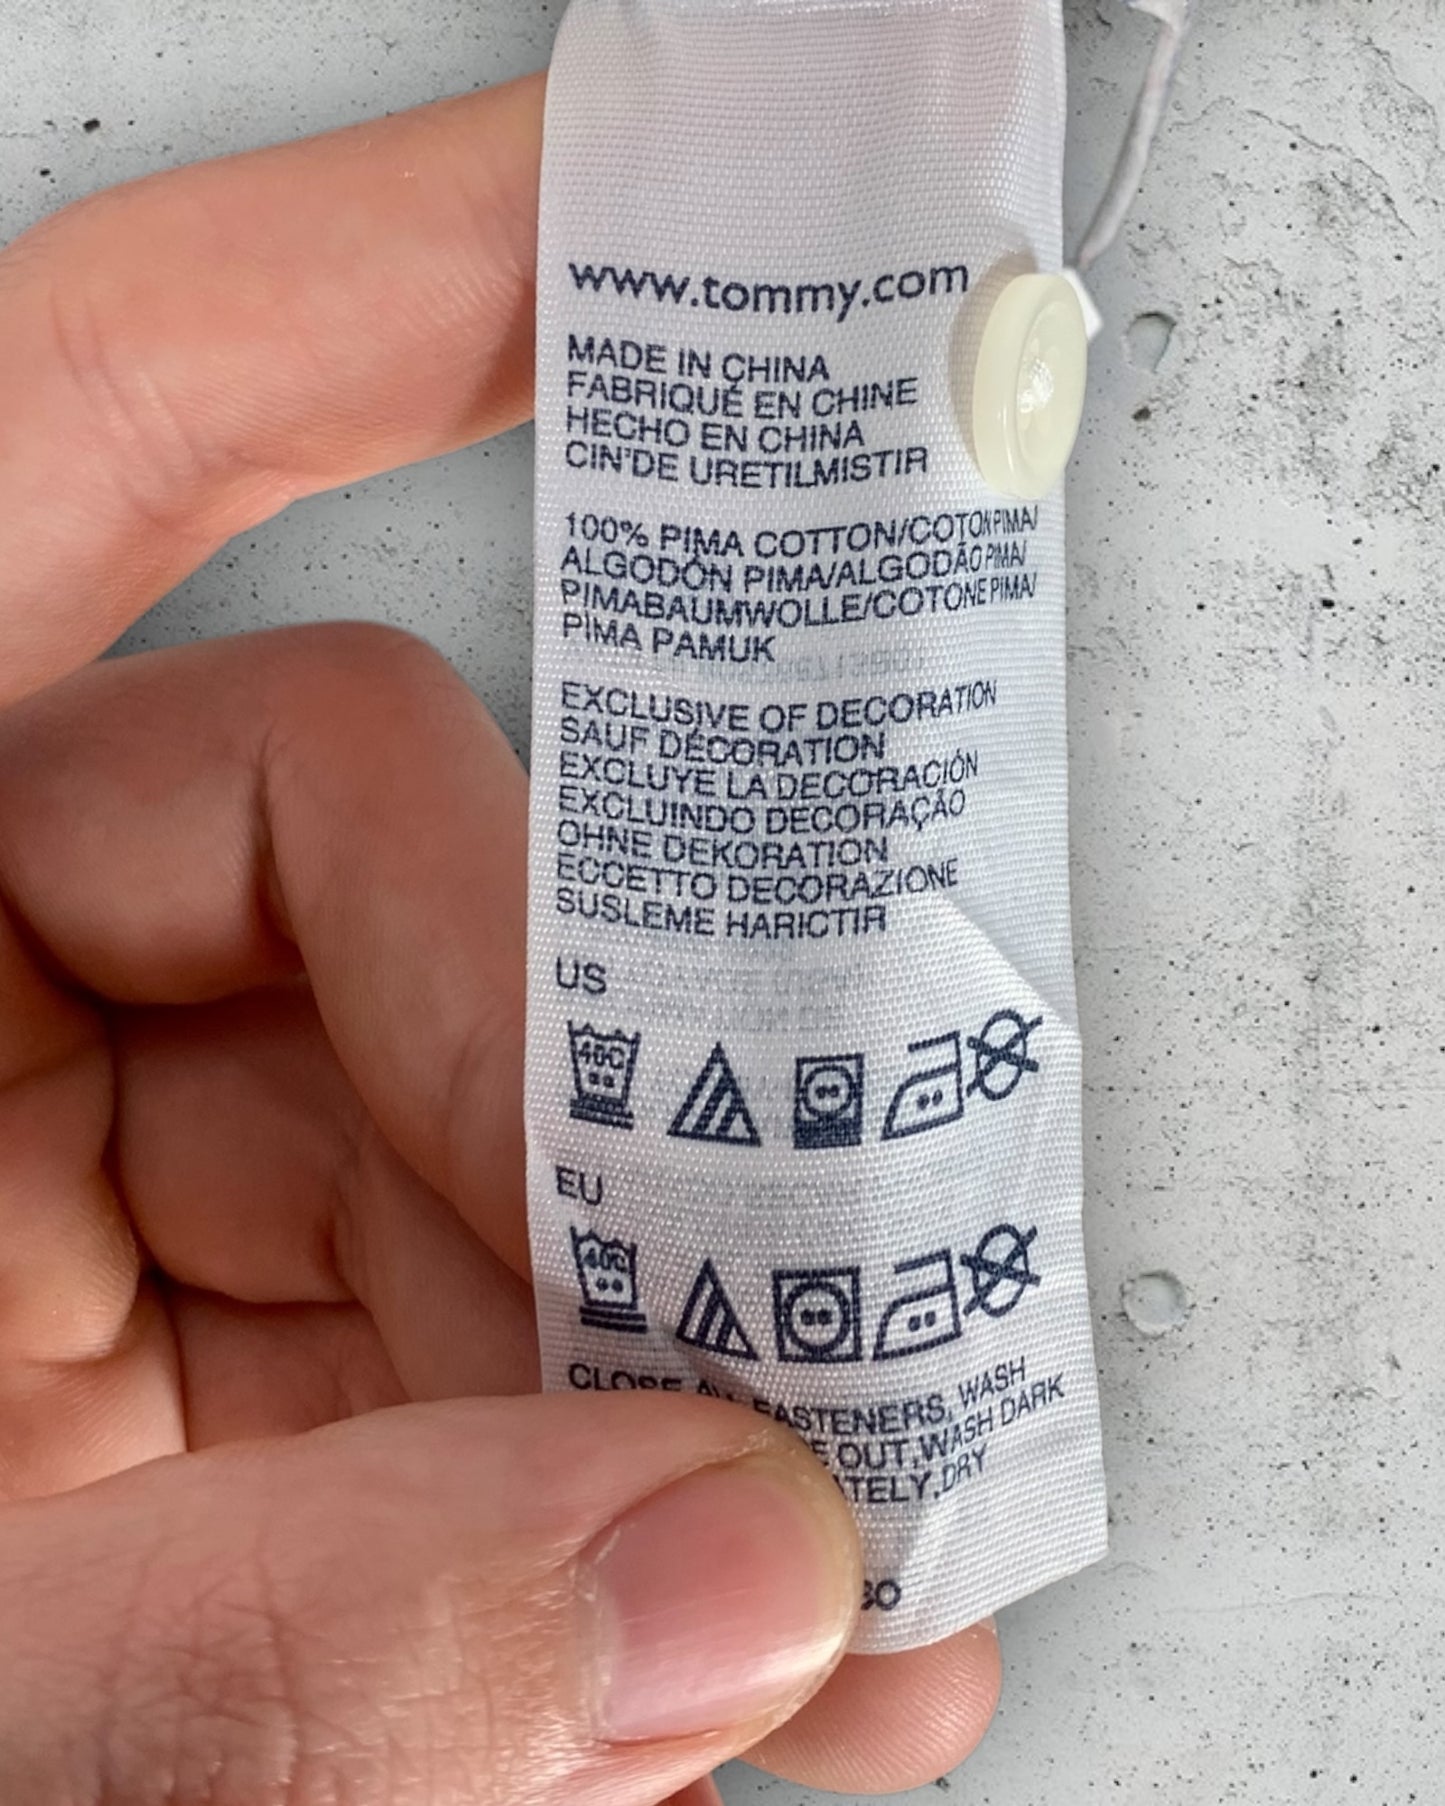 www.tommy.com
MADE IN CHINA
FABRIQUÉ EN CHINE
HECHO EN CHINA
CIN'DE URETILMISTIR
100% PIMA COTTON/COTON PIMA/
ALGODÓN PIMA/ALGODÃO PIMA/
PIMABAUMWOLLE/COTONE PIMA/
PIMA PAMUK
EXCLUSIVE OF DECORATION
SAUF DÉCORATION
EXCLUYE LA DECORACIÓN
EXCLUINDO DECORAÇÃO
OHNE DEKORATION
ECCETTO DECORAZIONE
SUSLEME HARICTIR
US
40C
EU
40C
CLOSE ALL FASTENERS, WASH
OUT, WASH DARK
DRY